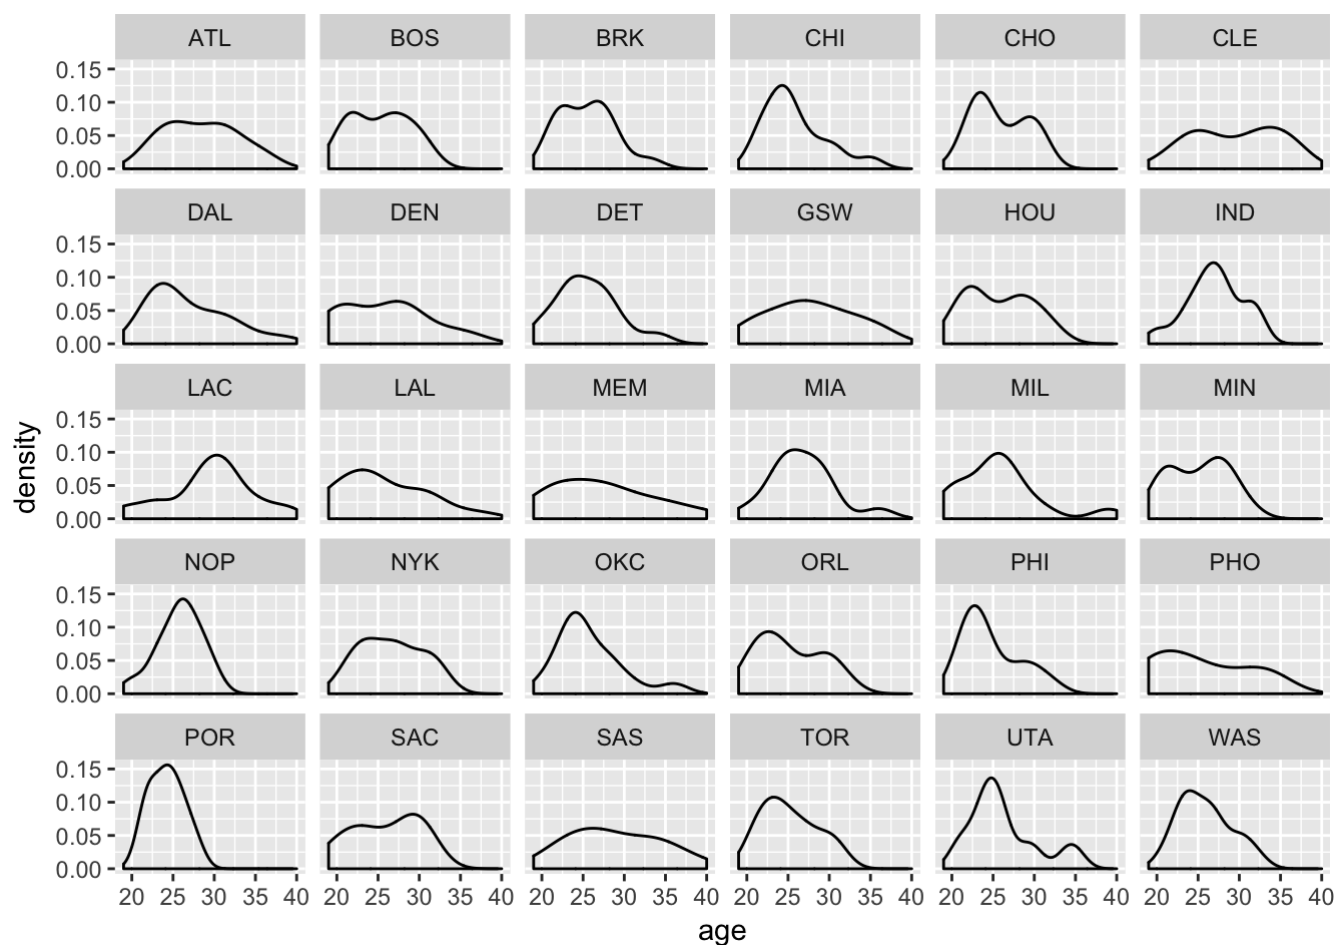 ATL BOS BRK CHI CHO CLE
0.15
0.10
0.05
0.00
DAL DEN DET GSW HOU IND
0.15
0.10
0.05
0.00
LAC LAL MEM MIA MIL MIN
0.15
0.10
0.05
0.00
density
NOP NYK OKC ORL PHI PHO
0.15
0.10
0.05
0.00
POR SAC SAS TOR UTA WAS
0.15
0.10
0.05
0.00
20 25 30 35 40 20 25 30 35 40 20 25 30 35 40 20 25 30 35 40 20 25 30 35 40 20 25 30 35 40
age